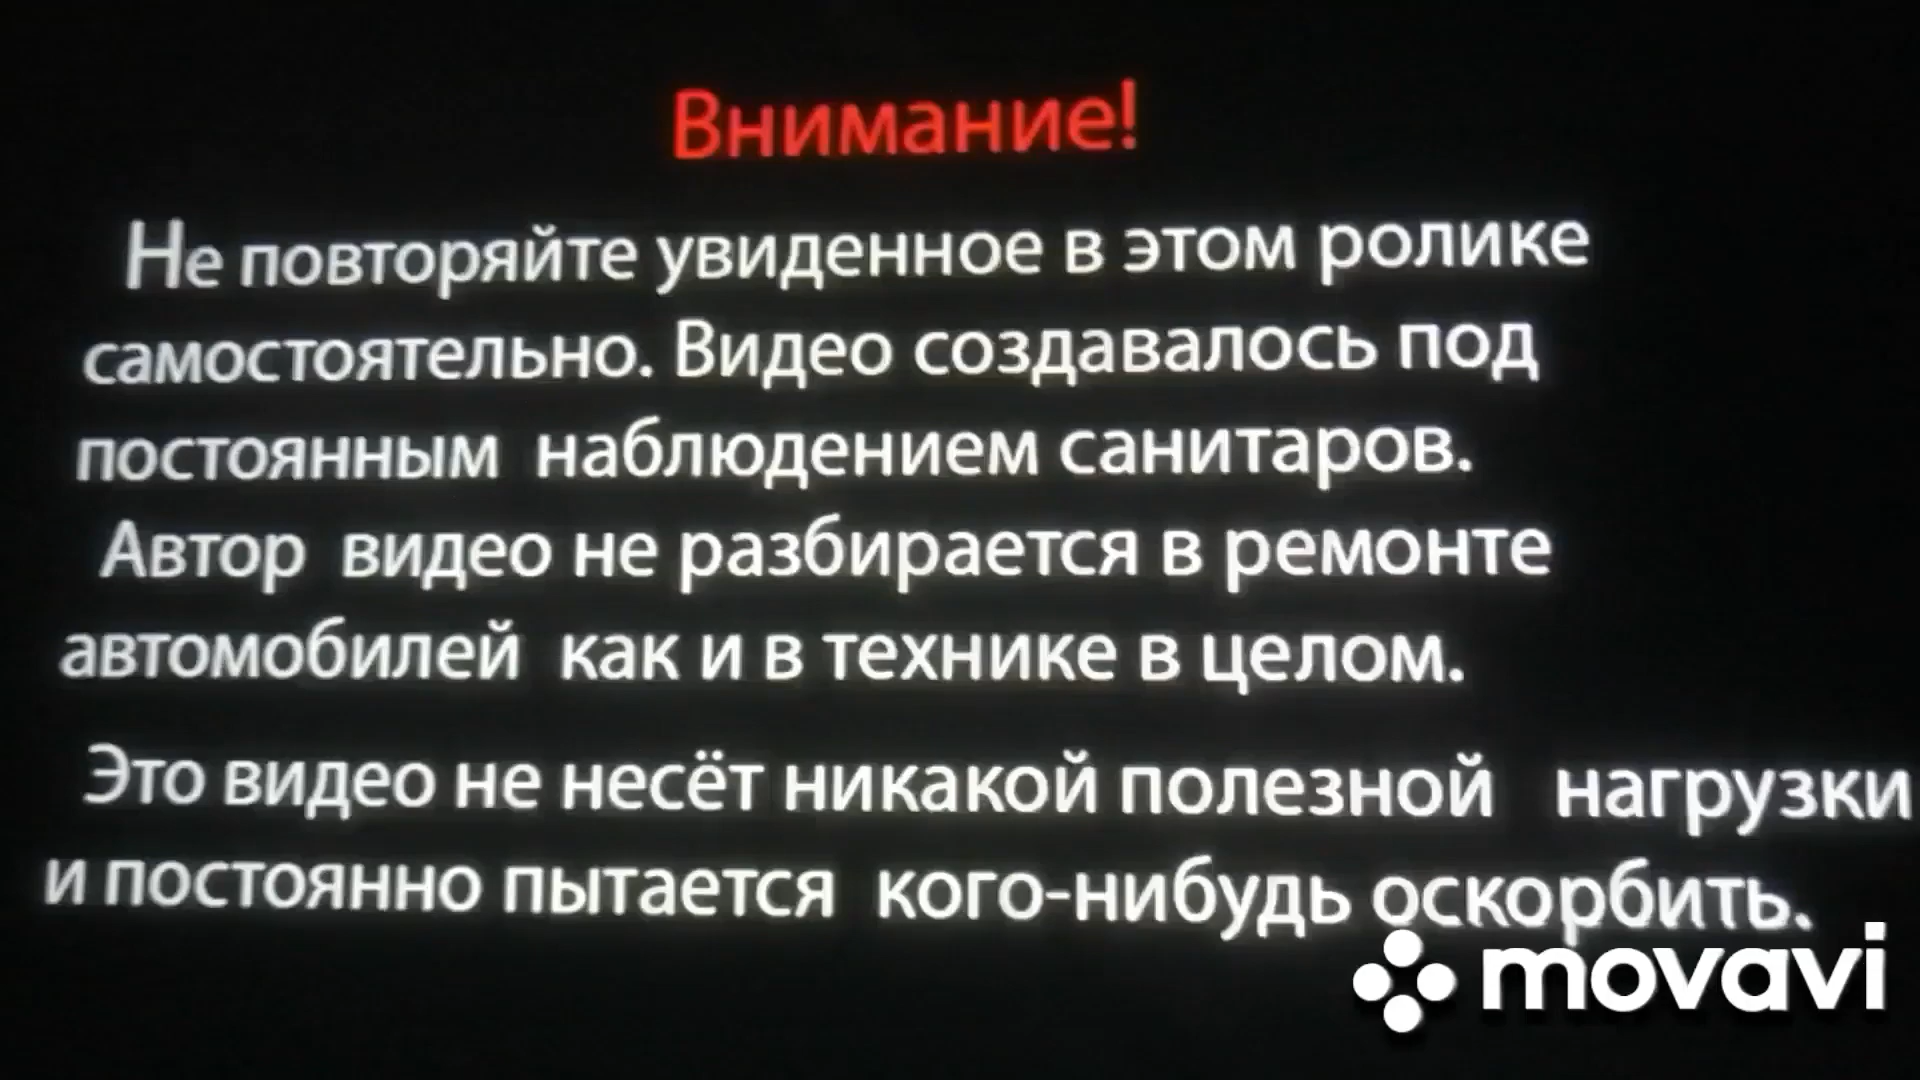 Внимание!
Не повторяйте увиденное в этом ролике
самостоятельно. Видео создавалось под
постоянным наблюдением санитаров.
Автор видео не разбирается в ремонте
автомобилей как и в технике в целом.
Это видео не несёт никакой полезной нагрузки
и постоянно пытается кого-нибудь оскорбить.
movavi